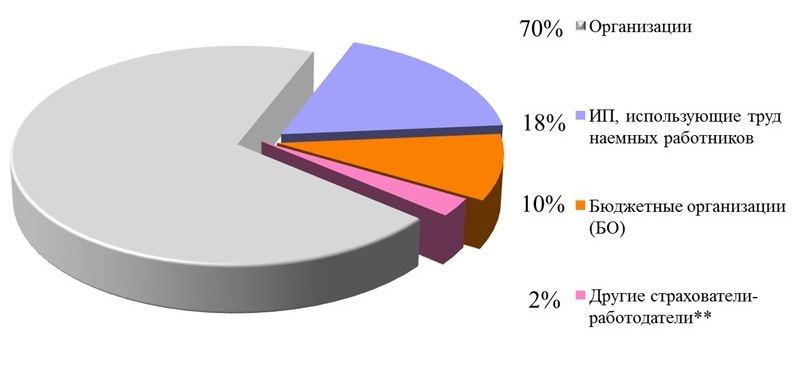 70% Организации
18% ИП, использующие труд
наемных работников
10% Бюджетные организации
(БО)
2% Другие страхователи-
работодатели**